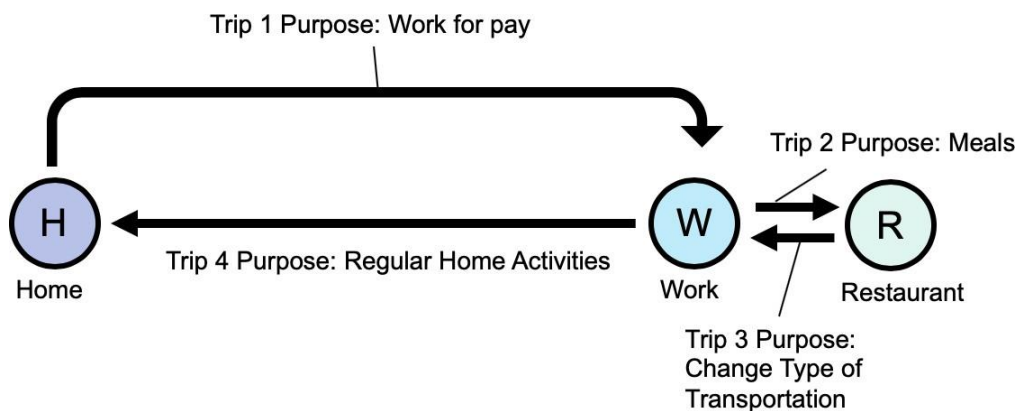 Trip 1 Purpose: Work for pay
Trip 2 Purpose: Meals
H
W
R
Trip 4 Purpose: Regular Home Activities
Home
Work
Restaurant
Trip 3 Purpose:
Change Type of
Transportation